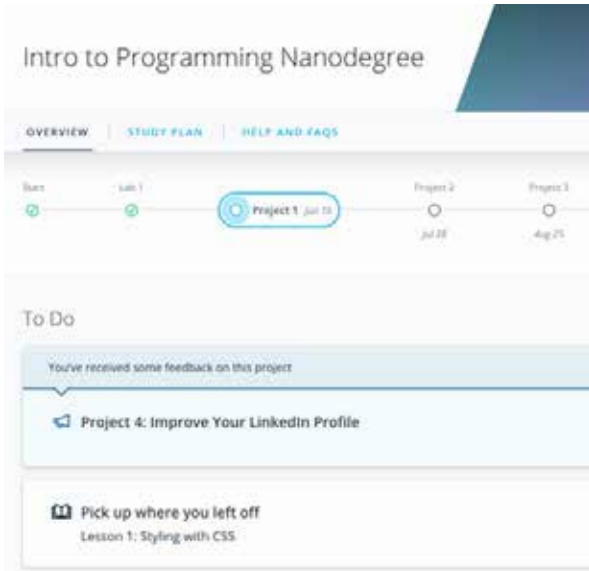 Intro to Programming Nanodegree
OVERVIEW STUDY PLAN HELP AND FAQS
Start Lab 1 Project 2 Project 3
Project 1 Jun
Jul Aug 25
To Do
You've received some feedback on this project
Project 4: Improve Your LinkedIn Profile
Pick up where you left off
Lesson 1: Styling with CSS